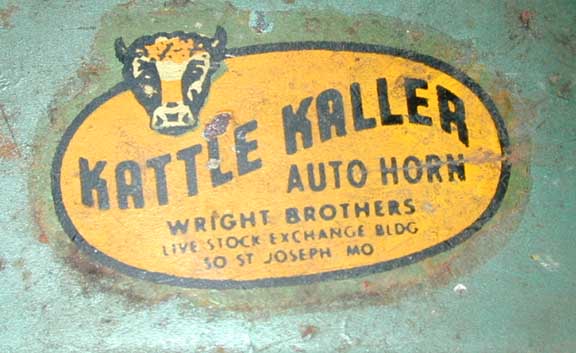 KATTLE KALLER
AUTO HORN
WRIGHT BROTHERS
LIVE STOCK EXCHANGE BLDG
SO ST JOSEPH MO